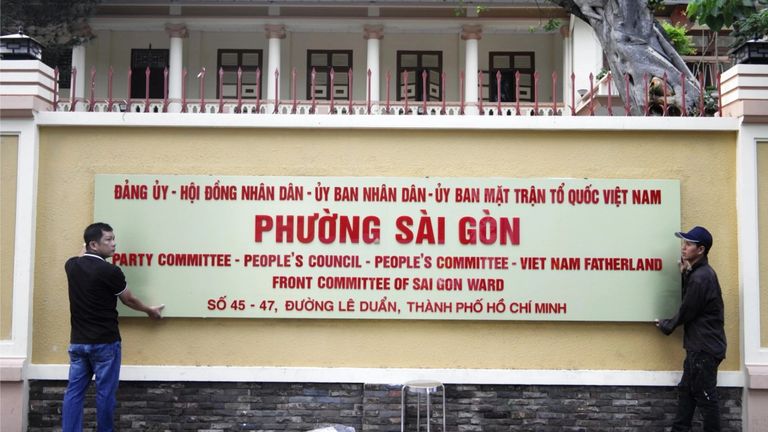 ĐẢNG ỦY - HỘI ĐỒNG NHÂN DÂN - ỦY BAN NHÂN DÂN - ỦY BAN MẶT TRẬN TỔ QUỐC VIỆT NAM
PHƯỜNG SÀI GÒN
PARTY COMMITTEE - PEOPLE'S COUNCIL - PEOPLE'S COMMITTEE - VIET NAM FATHERLAND
FRONT COMMITTEE OF SAI GON WARD
SỐ 45 - 47, ĐƯỜNG LÊ DUẨN, THÀNH PHỐ HỒ CHÍ MINH